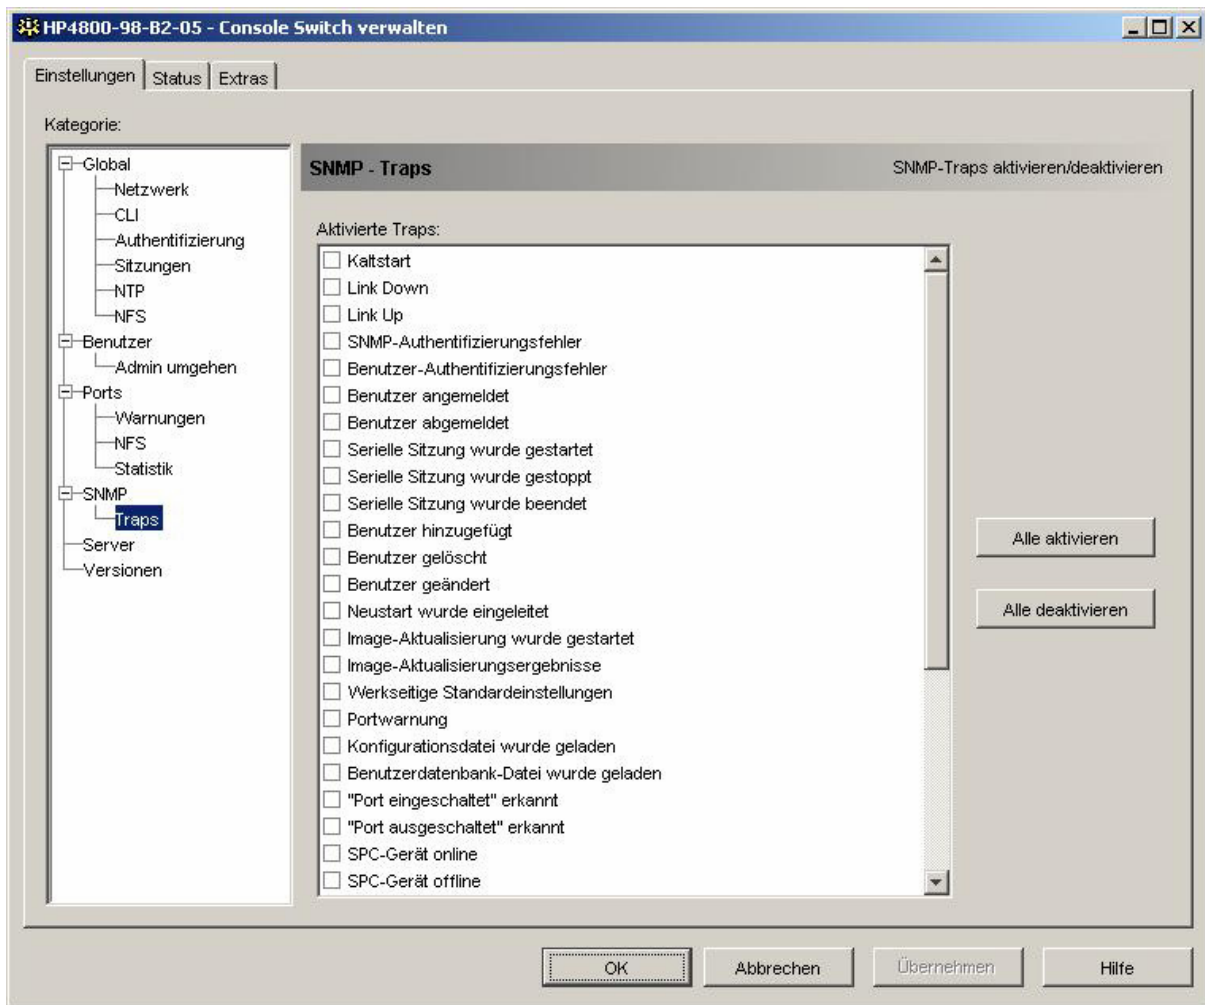 HP4800-98-B2-05 - Console Switch verwalten
Einstellungen
Status
Extras
Kategorie:
Global
Netzwerk
CLI
Authentifizierung
Sitzungen
NTP
NFS
Benutzer
Admin umgehen
Ports
Warnungen
NFS
Statistik
SNMP
Traps
Server
Versionen
SNMP - Traps
SNMP-Traps aktivieren/deaktivieren
Aktivierte Traps:
Kaltstart
Link Down
Link Up
SNMP-Authentifizierungsfehler
Benutzer-Authentifizierungsfehler
Benutzer angemeldet
Benutzer abgemeldet
Serielle Sitzung wurde gestartet
Serielle Sitzung wurde gestoppt
Serielle Sitzung wurde beendet
Benutzer hinzugefügt
Benutzer gelöscht
Benutzer geändert
Neustart wurde eingeleitet
Image-Aktualisierung wurde gestartet
Image-Aktualisierungsergebnisse
Werkseitige Standardeinstellungen
Portwarnung
Konfigurationsdatei wurde geladen
Benutzerdatenbank-Datei wurde geladen
"Port eingeschaltet" erkannt
"Port ausgeschaltet" erkannt
SPC-Gerät online
SPC-Gerät offline
Alle aktivieren
Alle deaktivieren
OK
Abbrechen
Übernehmen
Hilfe